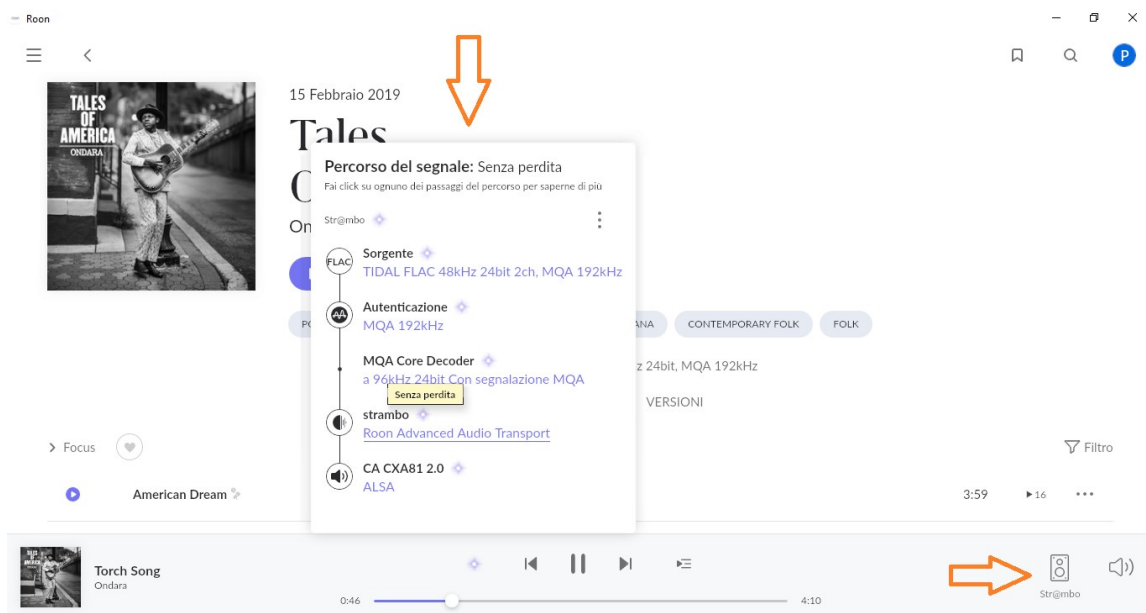 Roon
P
TALES
OF
AMERICA
ONDARA
15 Febbraio 2019
Tales
On
Percorso del segnale: Senza perdita
Fai click su ognuno dei passaggi del percorso per saperne di più
Str@mbo
FLAC
Sorgente
TIDAL FLAC 48kHz 24bit 2ch, MQA 192kHz
Autenticazione
MQA 192kHz
MQA Core Decoder
a 96kHz 24bit Con segnalazione MQA
Senza perdita
strambo
Roon Advanced Audio Transport
CA CXA81 2.0
ALSA
CONTEMPORARY FOLK
FOLK
z 24bit, MQA 192kHz
VERSIONI
Focus
Filtro
American Dream
3:59
16
Torch Song
Ondara
0:46
4:10
Str@mbo